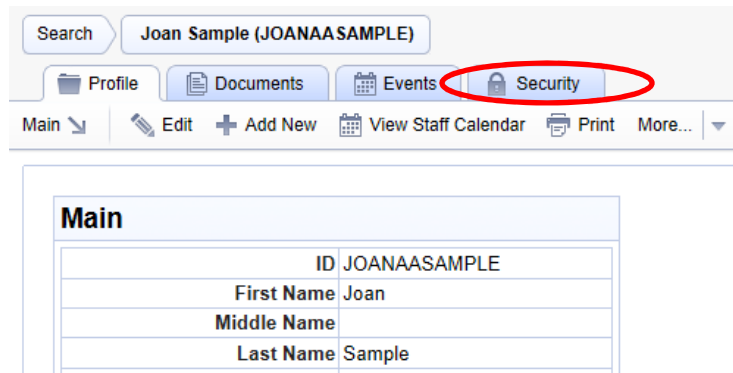 Search Joan Sample (JOANAASAMPLE)
Profile Documents Events Security
Main Edit Add New View Staff Calendar Print More...
Main
ID JOANAASAMPLE
First Name Joan
Middle Name
Last Name Sample